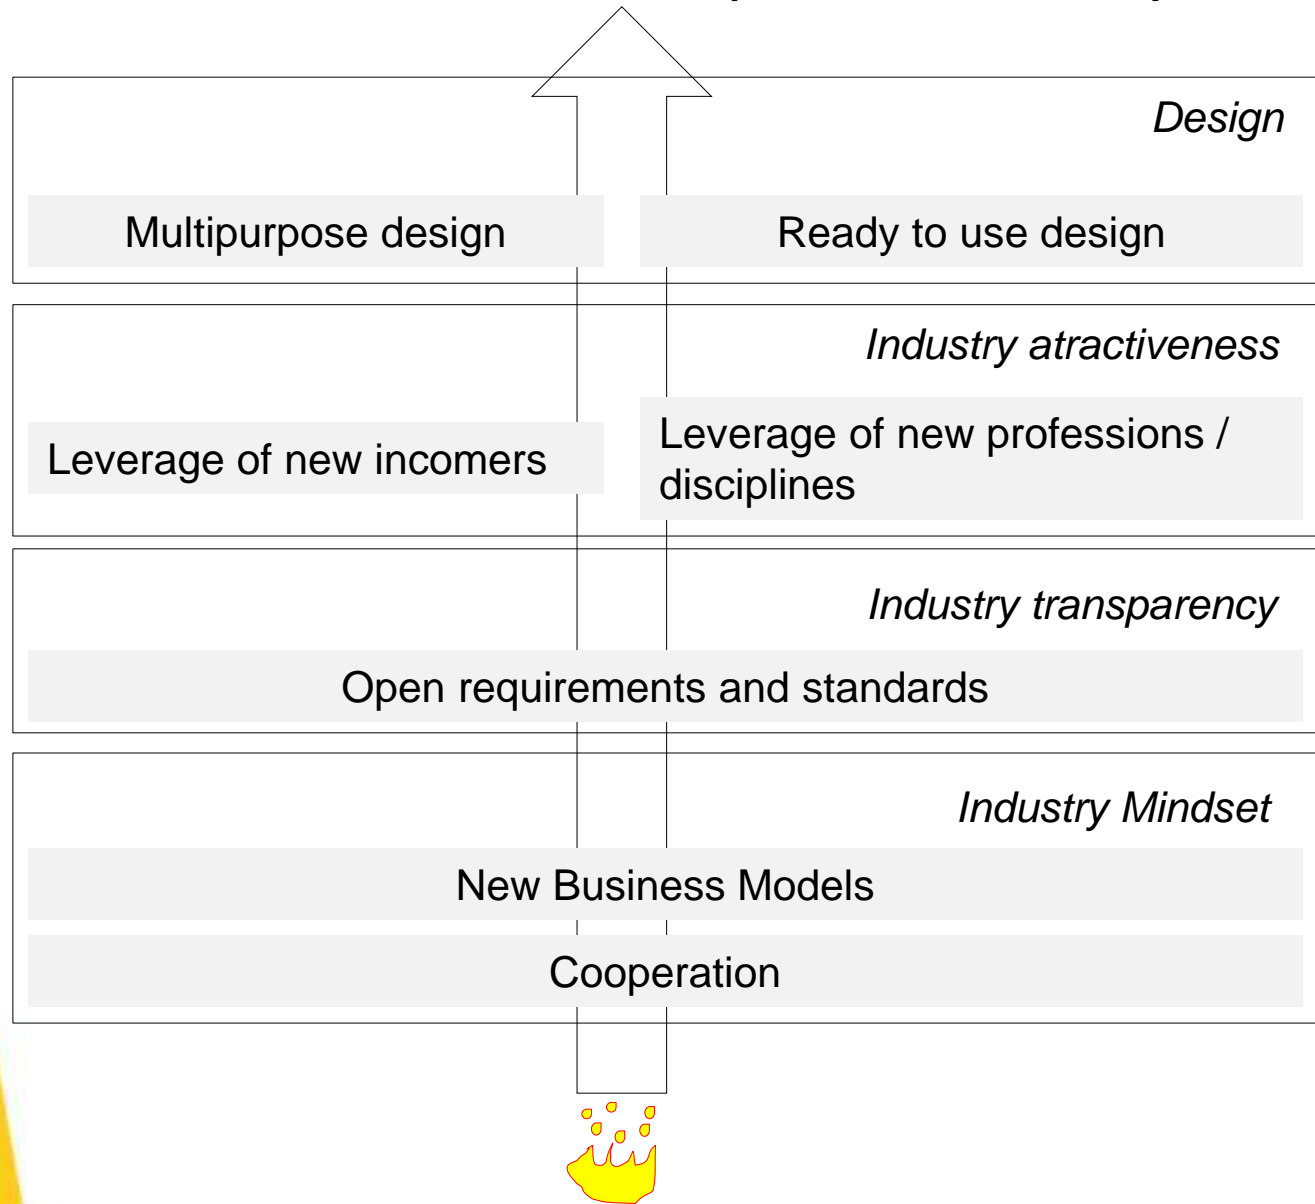 Design
Multipurpose design
Ready to use design
Industry atractiveness
Leverage of new incomers
Leverage of new professions /
disciplines
Industry transparency
Open requirements and standards
Industry Mindset
New Business Models
Cooperation